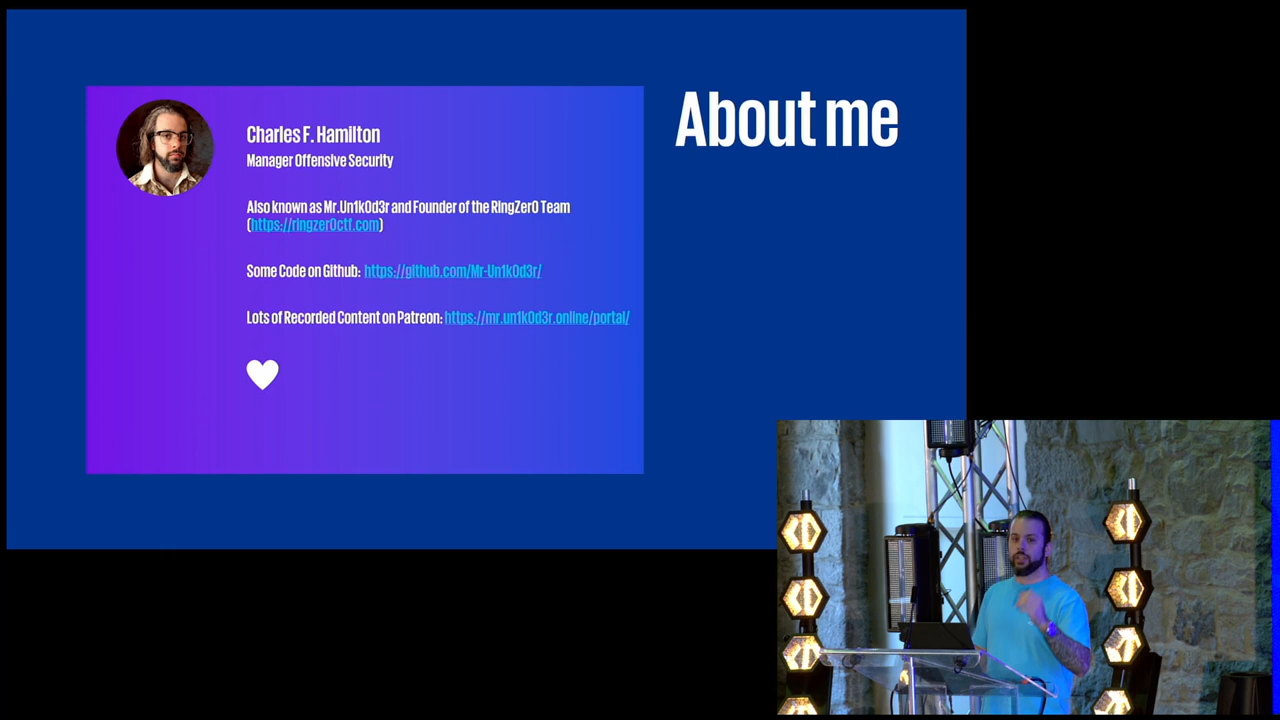 About me
Charles F. Hamilton
Manager Offensive Security
Also known as Mr.Un1k0d3r and Founder of the RingZer0 Team
(https://ringzer0ctf.com)
Some Code on Github: https://github.com/Mr-Un1k0d3r/
Lots of Recorded Content on Patreon: https://mr.un1k0d3r.online/portal/